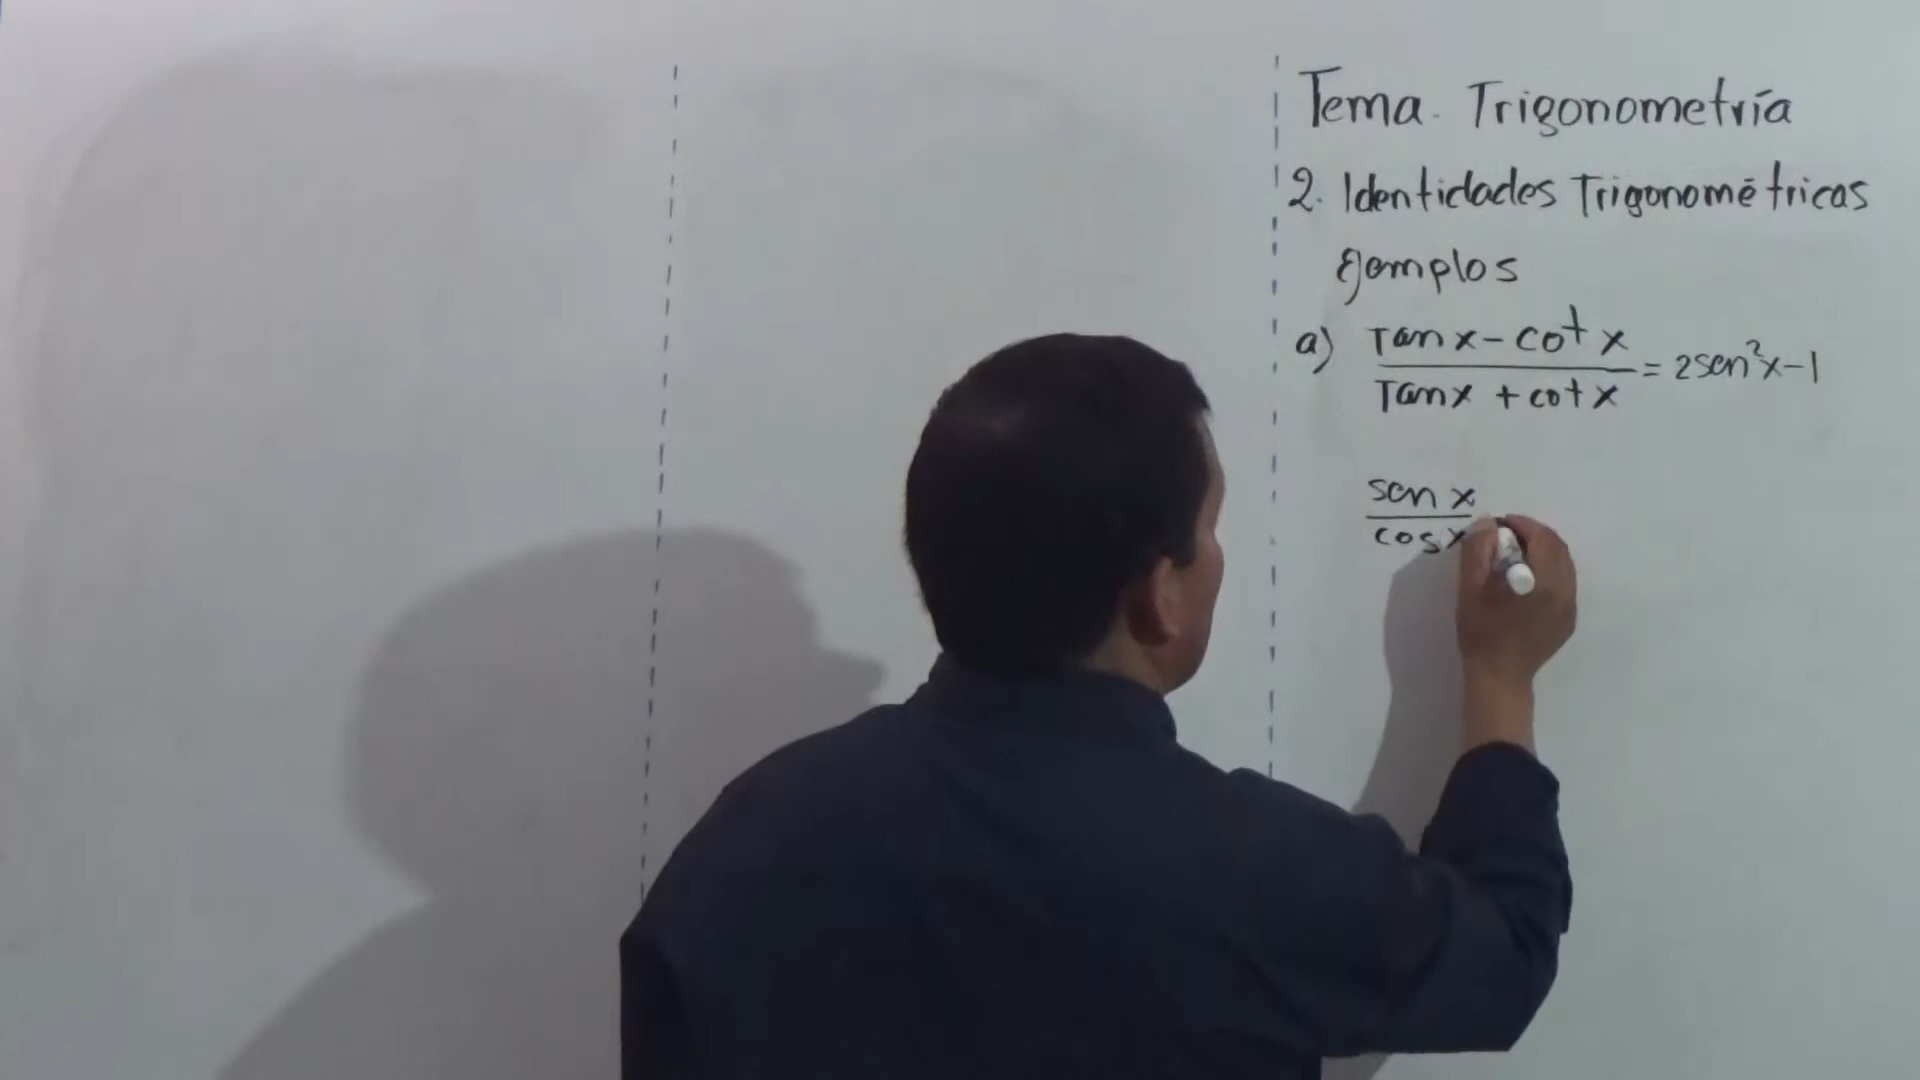 Tema. Trigonometría
2. Identidades Trigonométricas
Ejemplos
a) Tan x - cot x
Tan x + cot x = 2sen²x-1
sen x
cos x